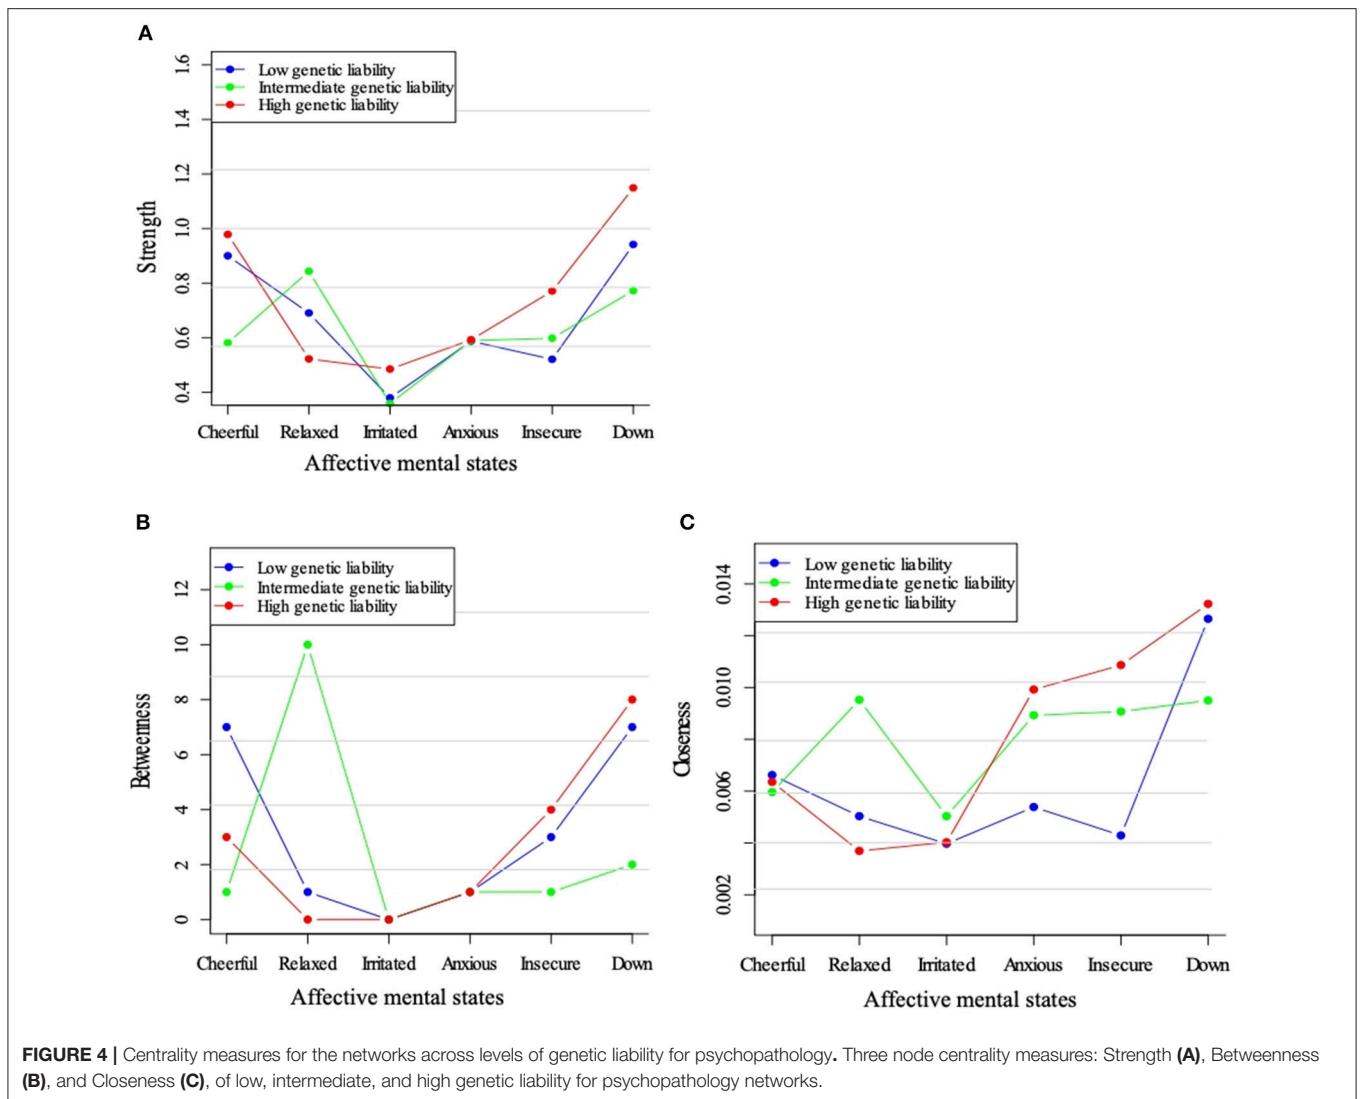 A
1.6
1.4
1.2
1.0
0.8
0.6
0.4
Strength
Low genetic liability
Intermediate genetic liability
High genetic liability
Cheerful Relaxed Irritated Anxious Insecure Down
Affective mental states
B
12
10
8
6
4
2
0
Betweenness
Low genetic liability
Intermediate genetic liability
High genetic liability
Cheerful Relaxed Irritated Anxious Insecure Down
Affective mental states
C
0.014
0.010
0.006
0.002
Closeness
Low genetic liability
Intermediate genetic liability
High genetic liability
Cheerful Relaxed Irritated Anxious Insecure Down
Affective mental states
FIGURE 4 | Centrality measures for the networks across levels of genetic liability for psychopathology. Three node centrality measures: Strength (A), Betweenness
(B), and Closeness (C), of low, intermediate, and high genetic liability for psychopathology networks.